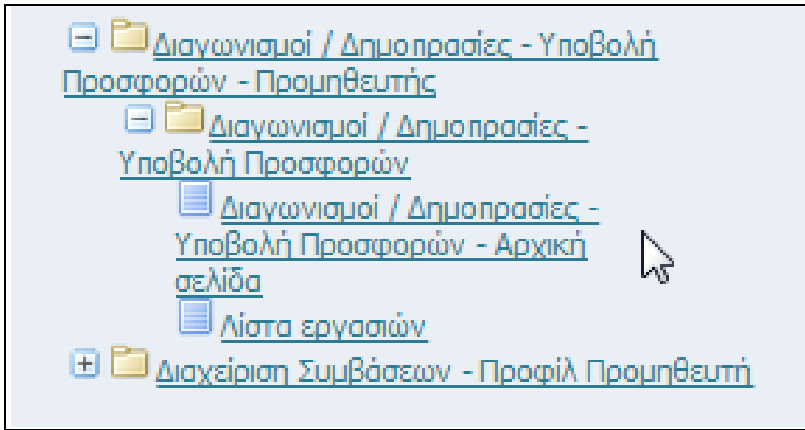 Διαγωνισμοί / Δημοπρασίες - Υποβολή
Προσφορών - Προμηθευτής
Διαγωνισμοί / Δημοπρασίες -
Υποβολή Προσφορών
Διαγωνισμοί / Δημοπρασίες -
Υποβολή Προσφορών - Αρχική
σελίδα
Λίστα εργασιών
Διαχείριση Συμβάσεων - Προφίλ Προμηθευτή